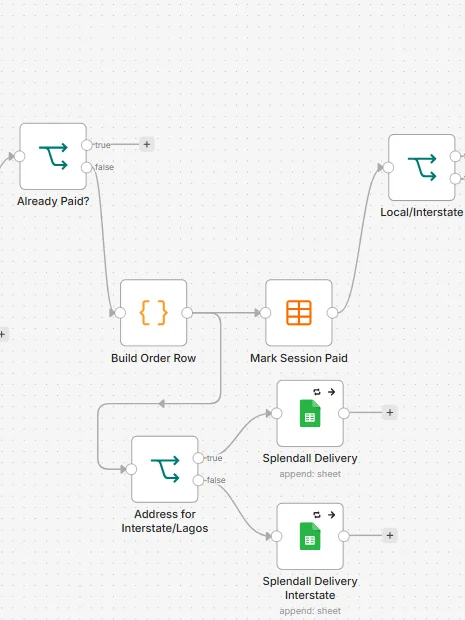 true
false
Already Paid?
Local/Interstate
Build Order Row
Mark Session Paid
true
false
Address for
Interstate/Lagos
Splendall Delivery
append: sheet
Splendall Delivery
Interstate
append: sheet